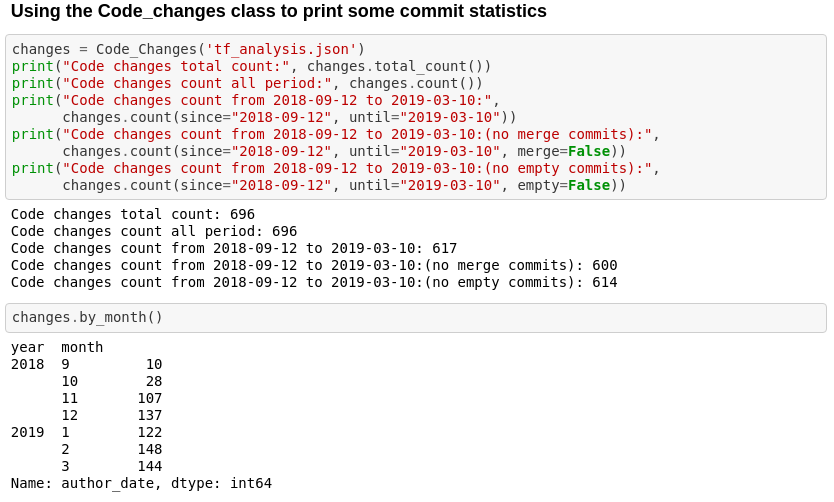 Using the Code_changes class to print some commit statistics
changes = Code_Changes('tf_analysis.json')
print("Code changes total count:", changes.total_count())
print("Code changes count all period:", changes.count())
print("Code changes count from 2018-09-12 to 2019-03-10:",
      changes.count(since="2018-09-12", until="2019-03-10"))
print("Code changes count from 2018-09-12 to 2019-03-10:(no merge commits):",
      changes.count(since="2018-09-12", until="2019-03-10", merge=False))
print("Code changes count from 2018-09-12 to 2019-03-10:(no empty commits):",
      changes.count(since="2018-09-12", until="2019-03-10", empty=False))
Code changes total count: 696
Code changes count all period: 696
Code changes count from 2018-09-12 to 2019-03-10: 617
Code changes count from 2018-09-12 to 2019-03-10:(no merge commits): 600
Code changes count from 2018-09-12 to 2019-03-10:(no empty commits): 614
changes.by_month()
year  month
2018  9         10
      10        28
      11       107
      12       137
2019  1        122
      2        148
      3        144
Name: author_date, dtype: int64